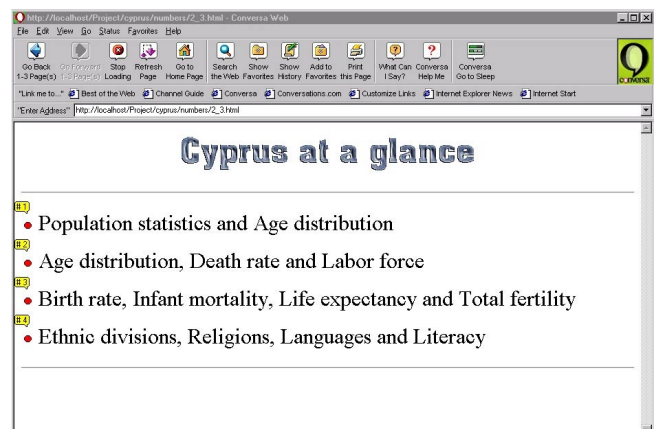 http://localhost/Project/cyprus/numbers/2_3.html - Conversa Web
File Edit View Go Status Favorites Help
Go Back Go Forward Stop Refresh Go to Search Show Show Add to Print What Can Conversa Conversa
1-3 Page(s) 1-3 Page(s) Loading Page Home Page the Web Favorites History Favorites this Page I Say? Help Me Go to Sleep
conversa
"Link me to..." Best of the Web Channel Guide Conversa Conversations.com Customize Links Internet Explorer News Internet Start
"Enter Address" http://localhost/Project/cyprus/numbers/2_3.html
Cyprus at a glance
#1
Population statistics and Age distribution
#2
Age distribution, Death rate and Labor force
#3
Birth rate, Infant mortality, Life expectancy and Total fertility
#4
Ethnic divisions, Religions, Languages and Literacy